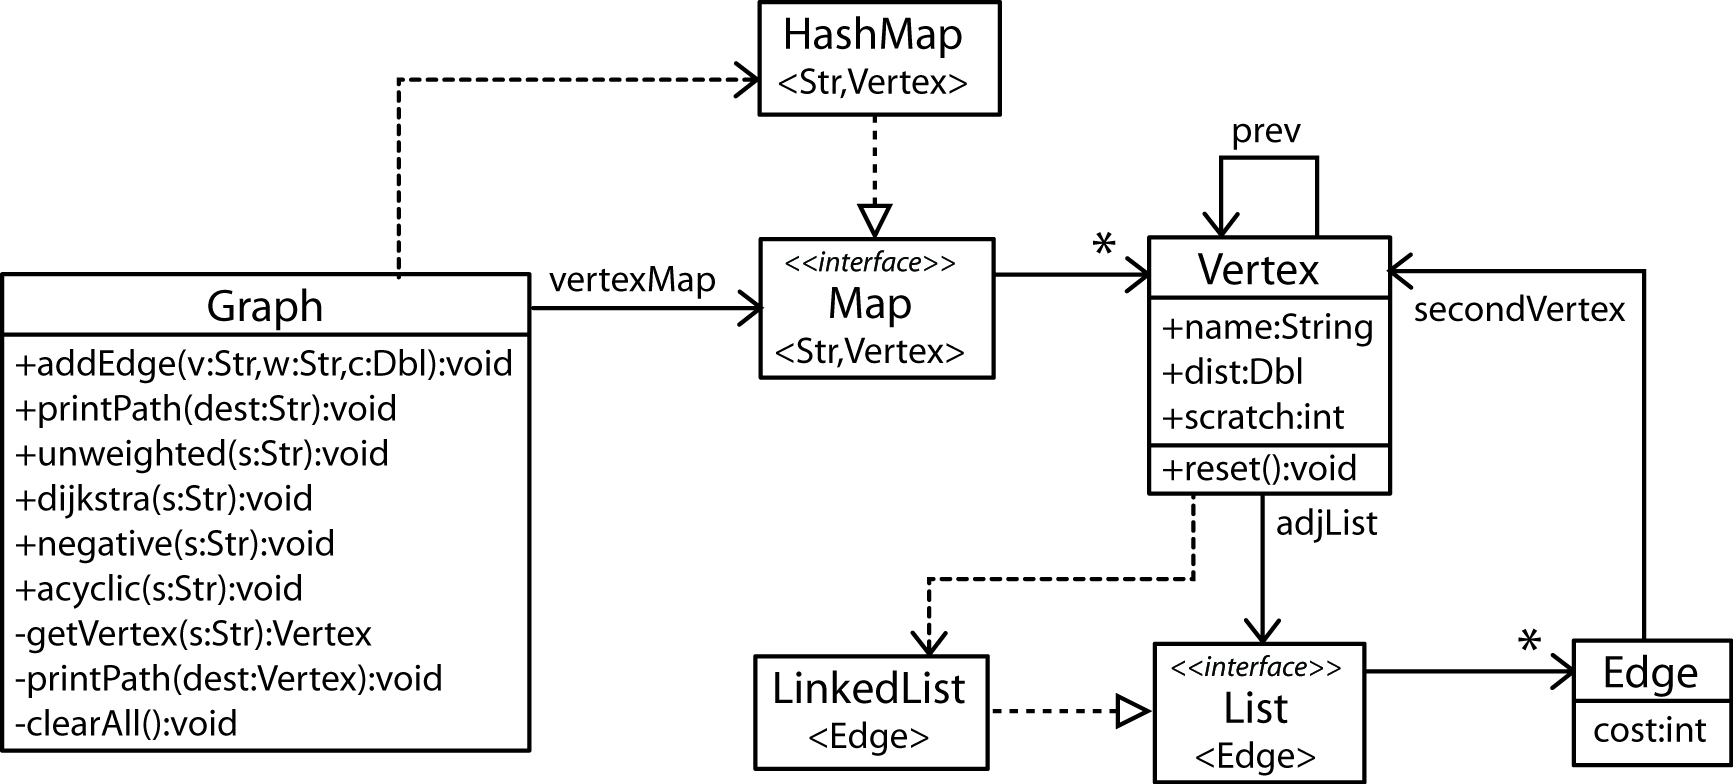 HashMap
<Str,Vertex>
prev
vertexMap
<<interface>>
Map
<Str,Vertex>
*
Vertex
+name:String
+dist:Dbl
+scratch:int
+reset():void
secondVertex
Graph
+addEdge(v:Str,w:Str,c:Dbl):void
+printPath(dest:Str):void
+unweighted(s:Str):void
+dijkstra(s:Str):void
+negative(s:Str):void
+acyclic(s:Str):void
-getVertex(s:Str):Vertex
-printPath(dest:Vertex):void
-clearAll():void
adjList
LinkedList
<Edge>
<<interface>>
List
<Edge>
*
Edge
cost:int